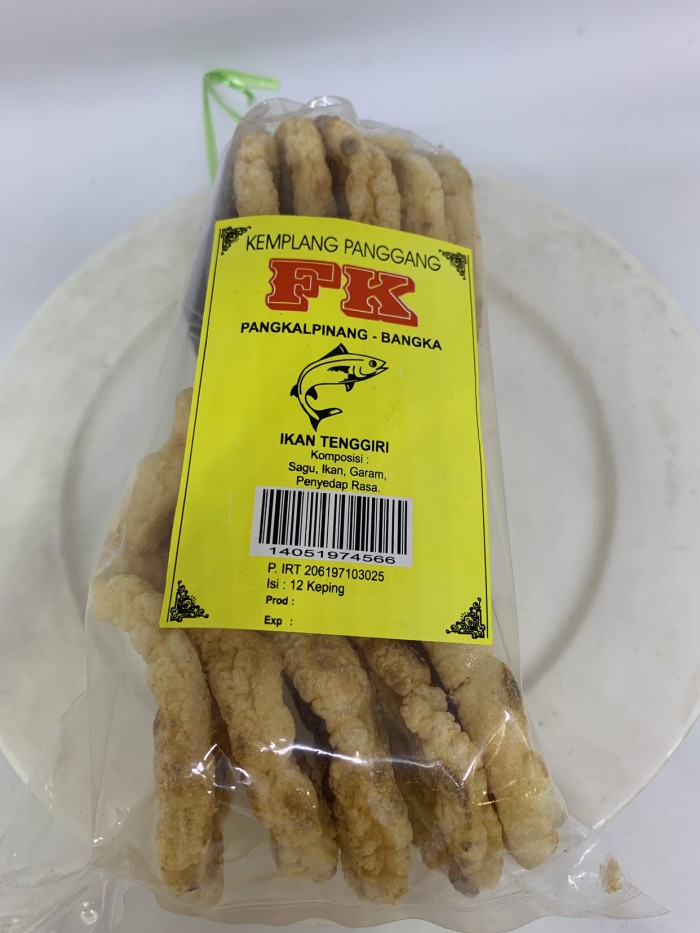 KEMPLANG PANGGANG
FK
PANGKALPINANG - BANGKA
IKAN TENGGIRI
Komposisi :
Sagu, Ikan, Garam,
Penyedap Rasa.
14051974566
P. IRT 206197103025
Isi : 12 Keping
Prod :
Exp :